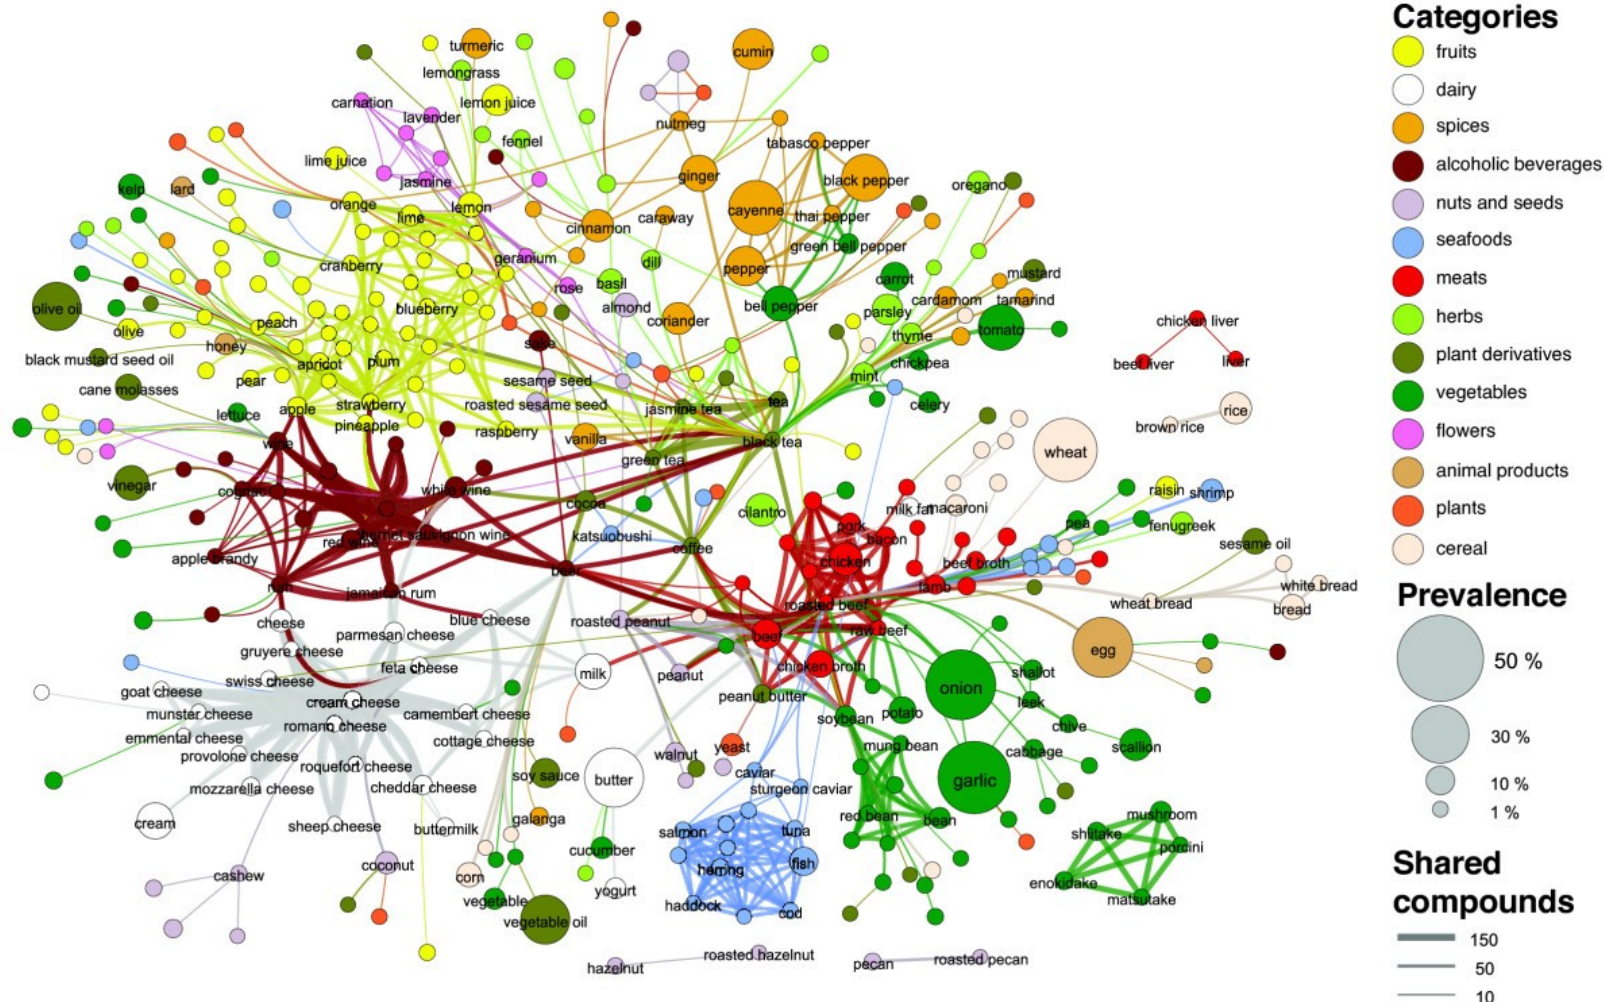 Categories
fruits
dairy
spices
alcoholic beverages
nuts and seeds
seafoods
meats
herbs
plant derivatives
vegetables
flowers
animal products
plants
cereal
Prevalence
50 %
30 %
10 %
1 %
Shared
compounds
150
50
10
turmeric
cumin
lemongrass
carnation
lemon juice
lavender
nutmeg
fennel
tabasco pepper
lime juice
ginger
black pepper
kelp
lard
jasmine
oregano
orange
lime
lemon
cayenne
caraway
thai pepper
cinnamon
green bell pepper
cranberry
geranium
dill
pepper
carrot
mustard
rose
basil
olive oil
blueberry
almond
bell pepper
cardamom
tamarind
peach
coriander
parsley
chicken liver
olive
thyme
tomato
honey
sake
black mustard seed oil
apricot
plum
chickpea
beef liver
liver
pear
sesame seed
mint
cane molasses
lettuce
apple
strawberry
roasted sesame seed
jasmine tea
tea
celery
rice
pineapple
raspberry
vanilla
brown rice
wine
black tea
green tea
wheat
vinegar
cognac
white wine
raisin
shrimp
cocoa
cilantro
milk fat
macaroni
pork
pea
fenugreek
red wine
cabernet sauvignon wine
katsuobushi
bacon
sesame oil
coffee
apple brandy
chicken
beef broth
beer
rum
jamaican rum
lamb
white bread
roasted beef
wheat bread
bread
cheese
blue cheese
roasted peanut
parmesan cheese
beef
raw beef
gruyere cheese
egg
feta cheese
chicken broth
swiss cheese
milk
peanut
shallot
goat cheese
cream cheese
peanut butter
onion
munster cheese
camembert cheese
leek
romano cheese
soybean
potato
chive
emmental cheese
cottage cheese
provolone cheese
walnut
yeast
mung bean
cabbage
scallion
roquefort cheese
caviar
soy sauce
butter
garlic
mozzarella cheese
cheddar cheese
sturgeon caviar
cream
sheep cheese
buttermilk
galanga
red bean
bean
mushroom
salmon
tuna
shiitake
cucumber
porcini
coconut
fish
herring
cashew
corn
enokidake
yogurt
vegetable
haddock
cod
matsutake
vegetable oil
roasted hazelnut
hazelnut
pecan
roasted pecan